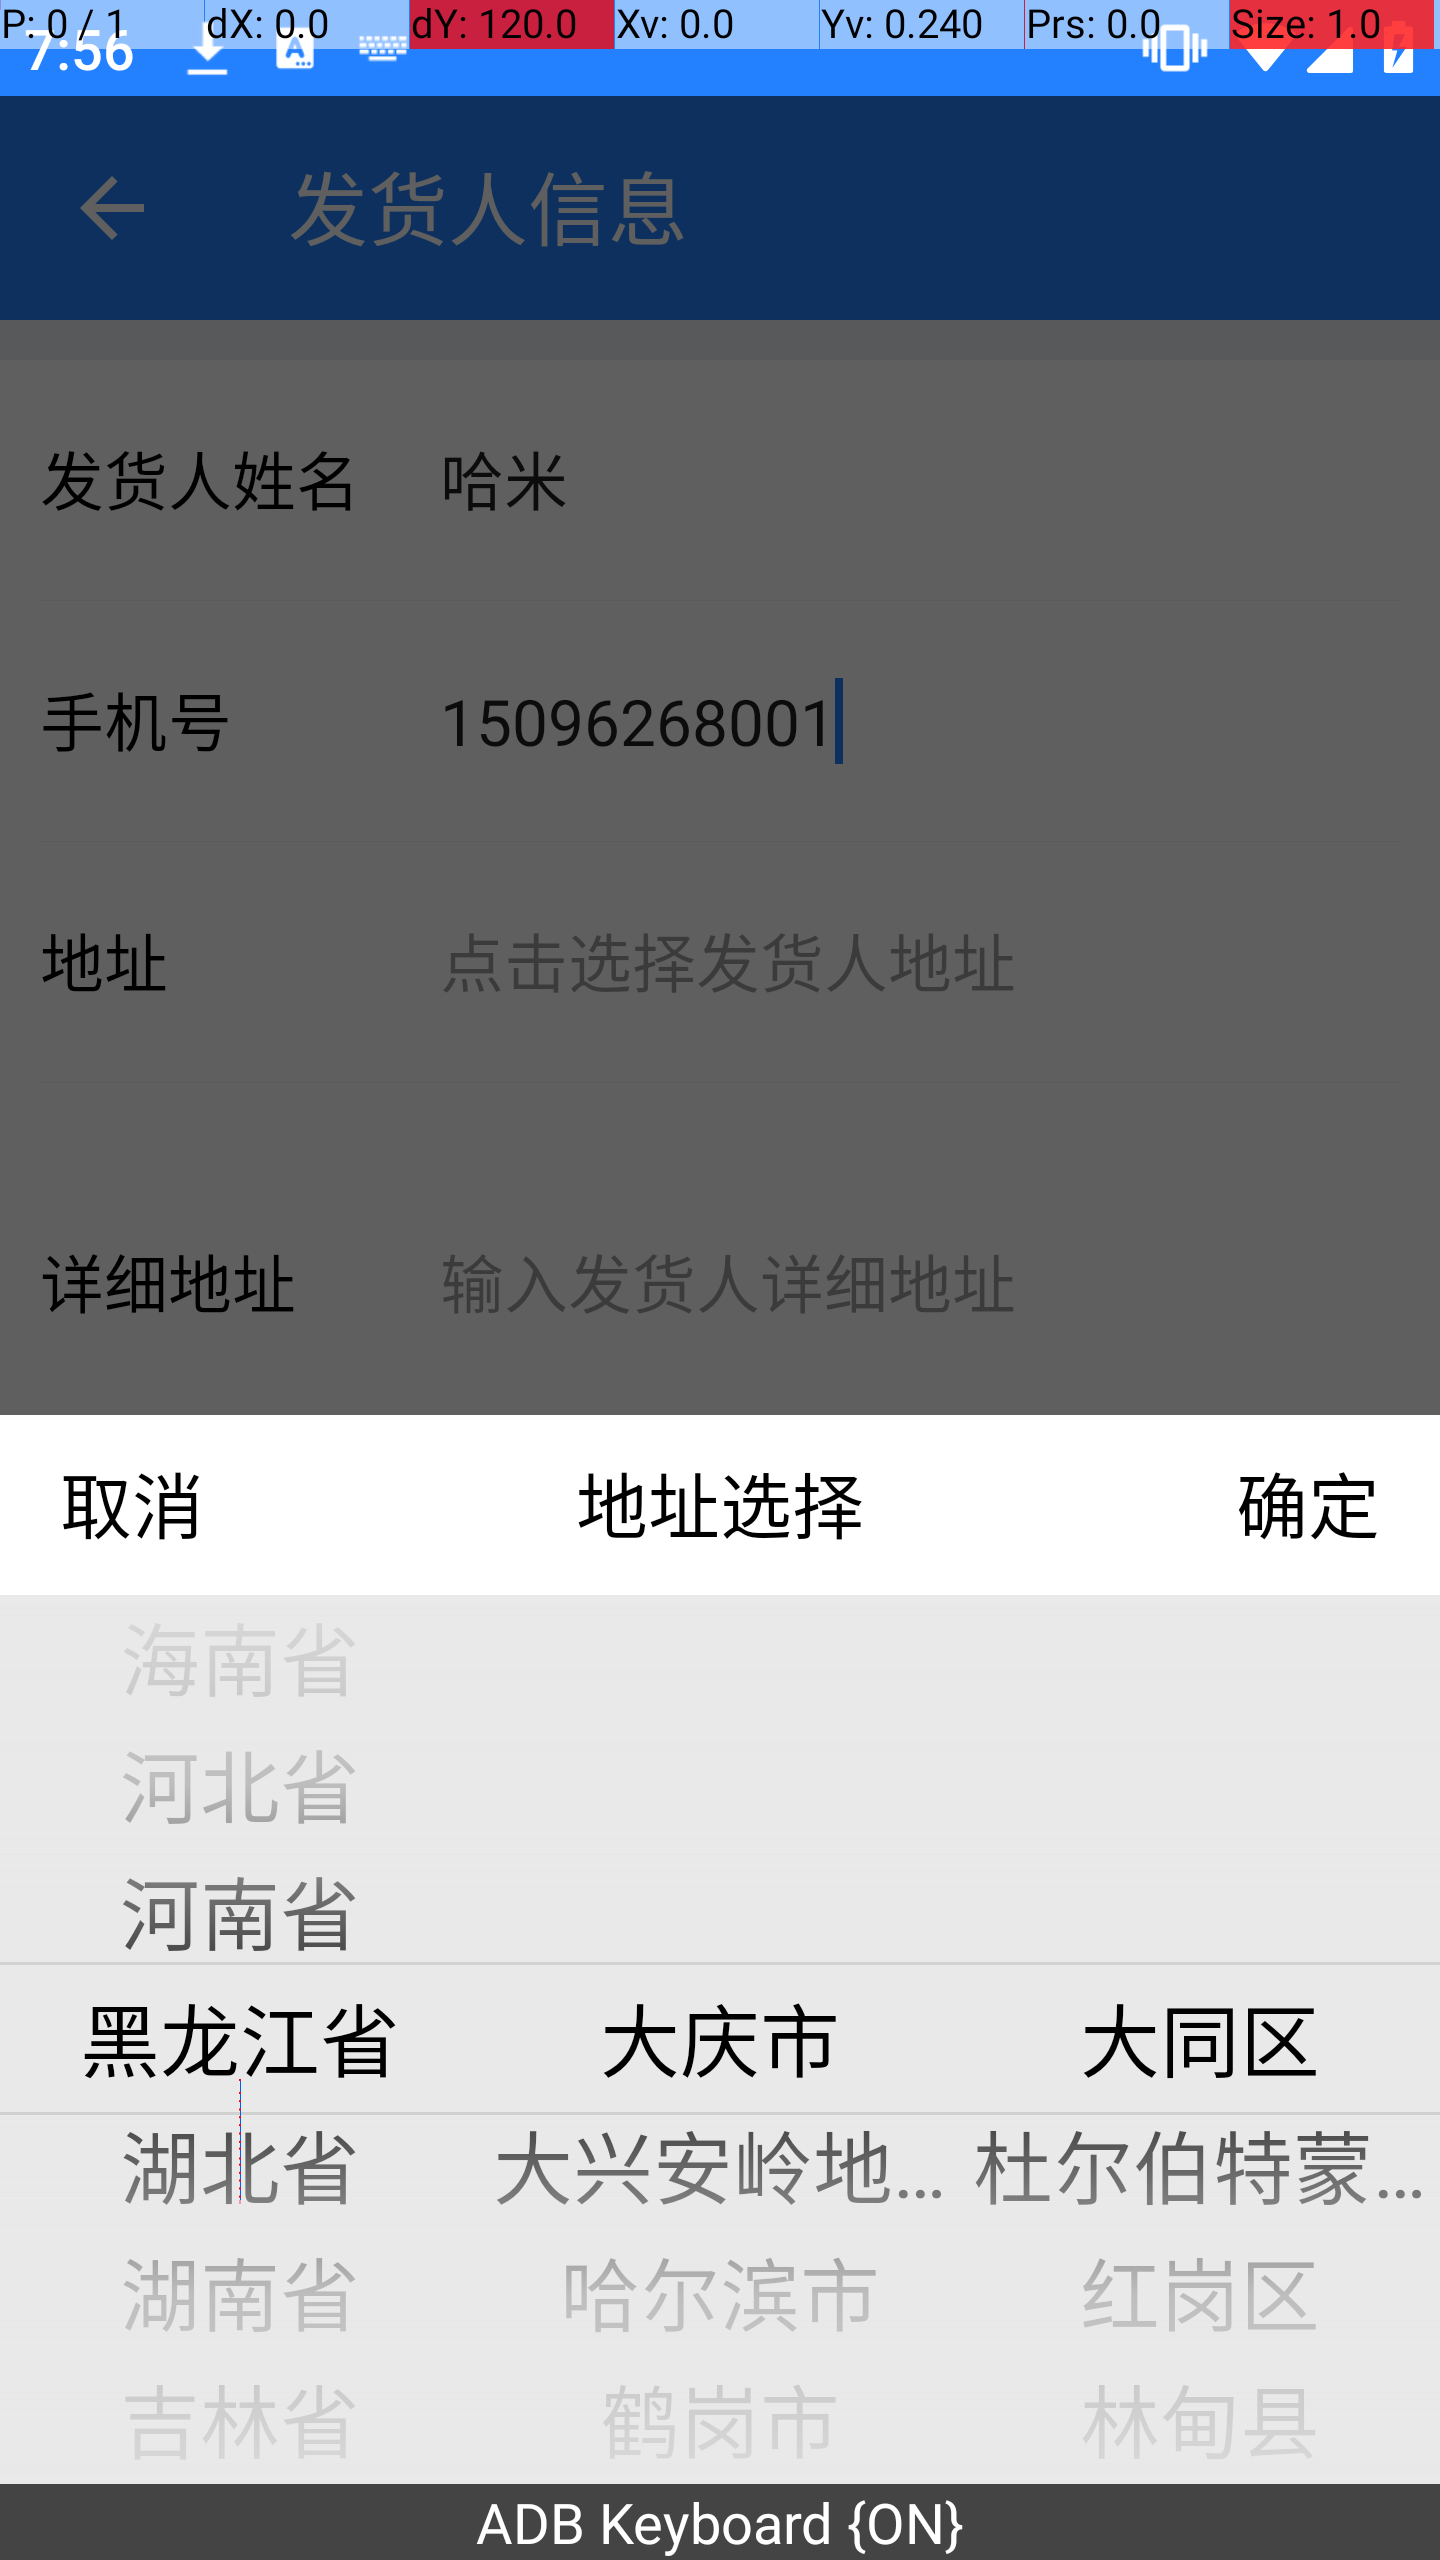 P: 0 / 1 dX: 0.0 dY: 120.0 Xv: 0.0 Yv: 0.240 Prs: 0.0 Size: 1.0
7:56
发货人信息
发货人姓名 哈米
手机号 15096268001
地址 点击选择发货人地址
详细地址 输入发货人详细地址
取消 地址选择 确定
海南省
河北省
河南省
黑龙江省 大庆市 大同区
湖北省 大兴安岭地... 杜尔伯特蒙...
湖南省 哈尔滨市 红岗区
吉林省 鹤岗市 林甸县
ADB Keyboard {ON}